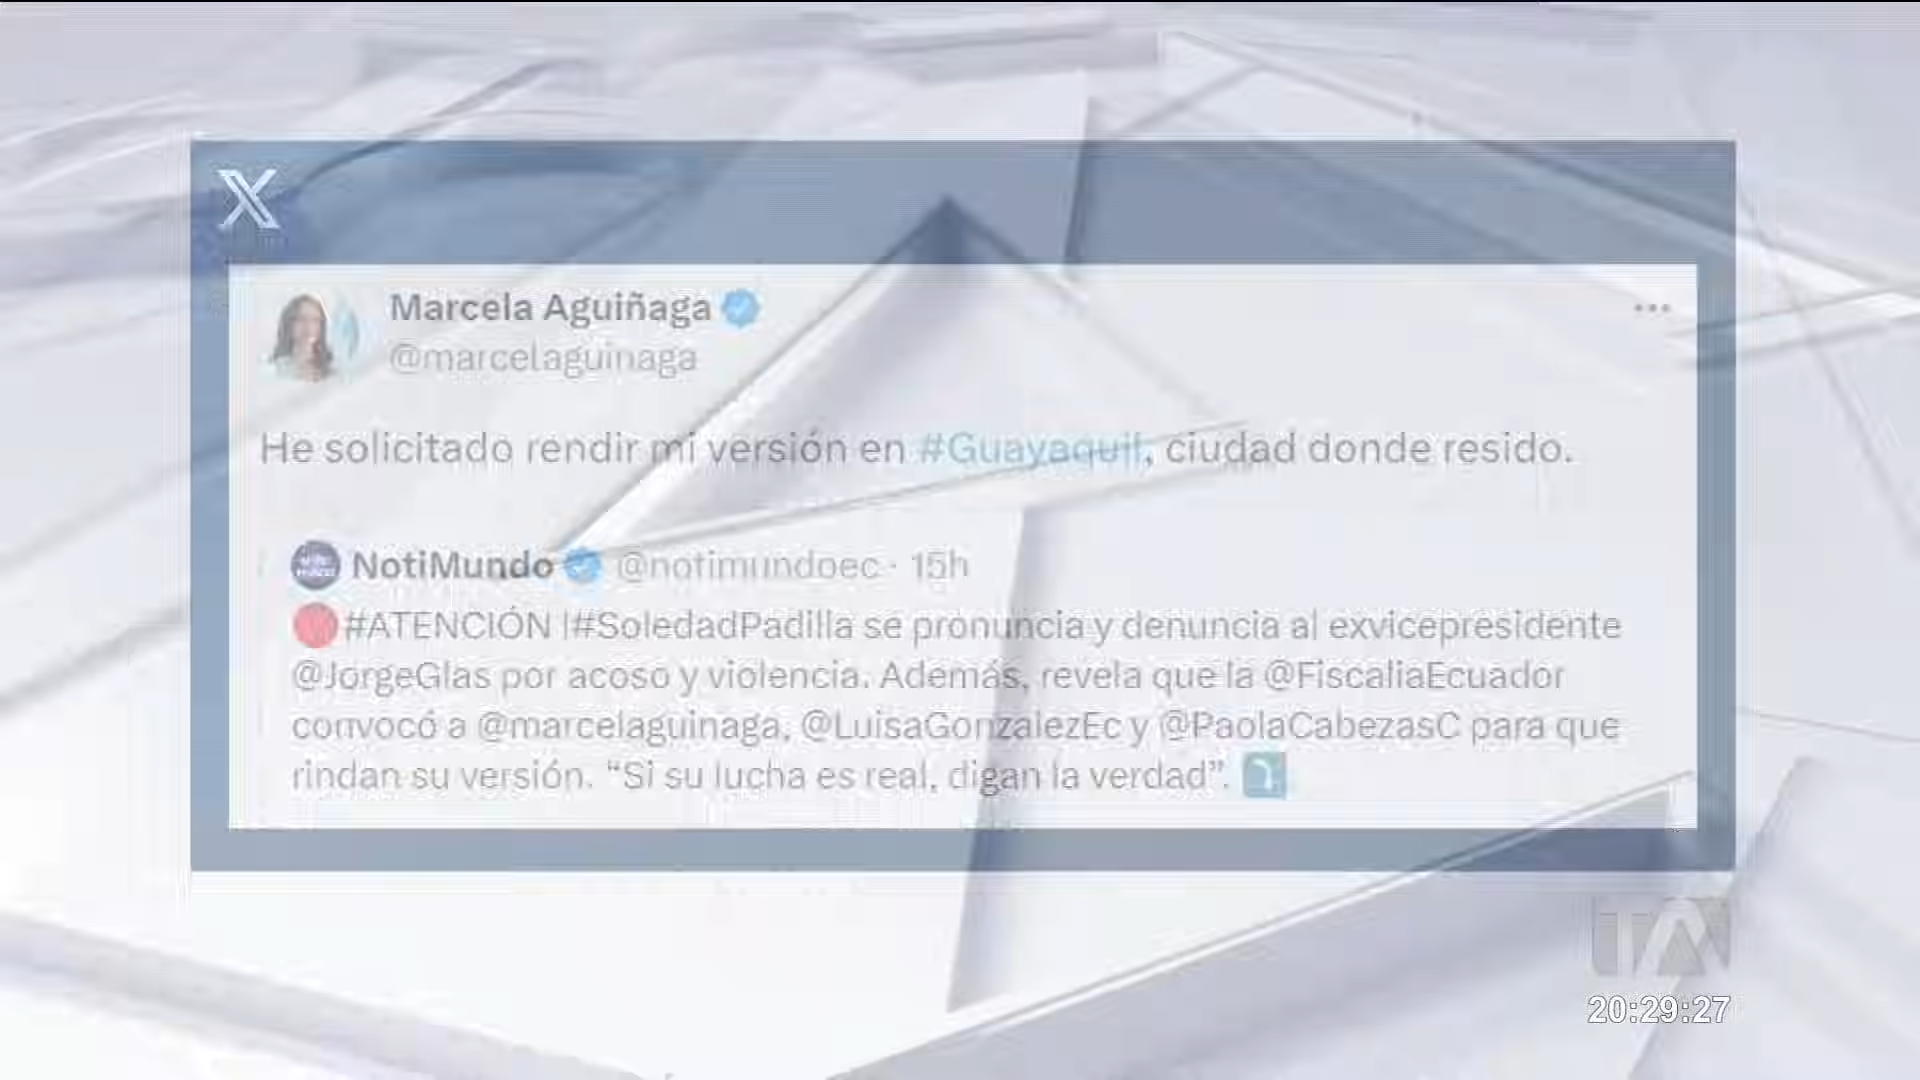 X
Marcela Aguiñaga
@marcelaguinaga
He solicitado rendir mi versión en #Guayaquil, ciudad donde resido.
NotiMundo @notimundoec · 15h
#ATENCIÓN |#SoledadPadilla se pronuncia y denuncia al exvicepresidente
@JorgeGlas por acoso y violencia. Además, revela que la @FiscaliaEcuador
convocó a @marcelaguinaga, @LuisaGonzalezEc y @PaolaCabezasC para que
rindan su versión. “Si su lucha es real, digan la verdad”.
TA
20:29:27